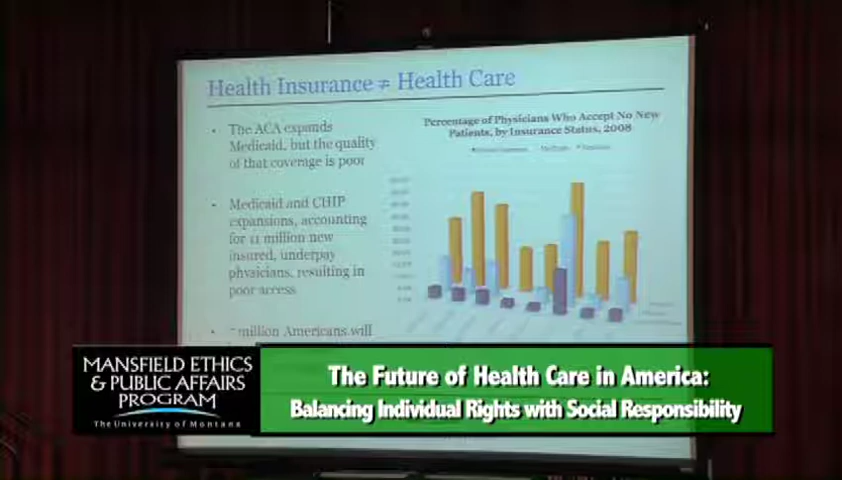 Health Insurance ≠ Health Care
• The ACA expands
Medicaid, but the quality
of that coverage is poor
• Medicaid and CHIP
expansions, accounting
for 11 million new
insured, underpay
physicians, resulting in
poor access
• million Americans will
Percentage of Physicians Who Accept No New
Patients, by Insurance Status, 2008
MANSFIELD ETHICS
& PUBLIC AFFAIRS
PROGRAM
The University of Montana
The Future of Health Care in America:
Balancing Individual Rights with Social Responsibility